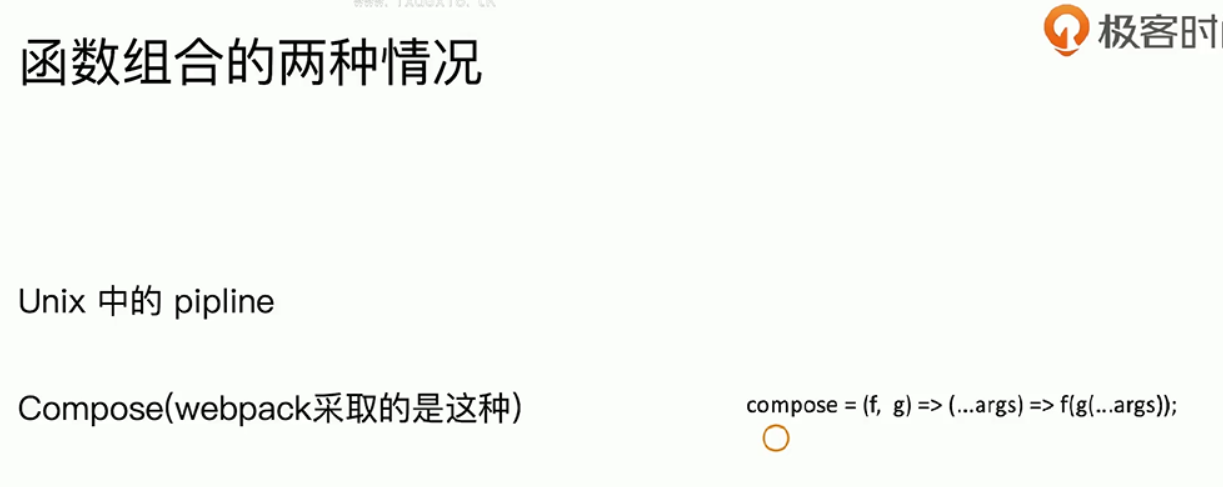 函数组合的两种情况
极客时
Unix 中的 pipline
Compose(webpack采取的是这种)
compose = (f, g) => (...args) => f(g(...args));